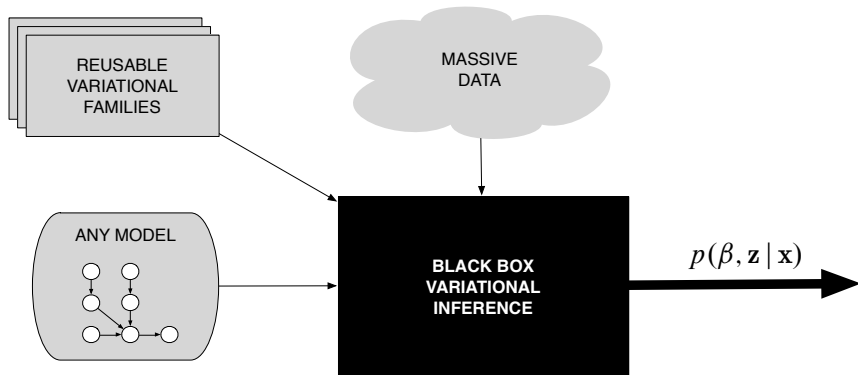 REUSABLE
VARIATIONAL
FAMILIES
MASSIVE
DATA
ANY MODEL
BLACK BOX
VARIATIONAL
INFERENCE
p(β, z | x)